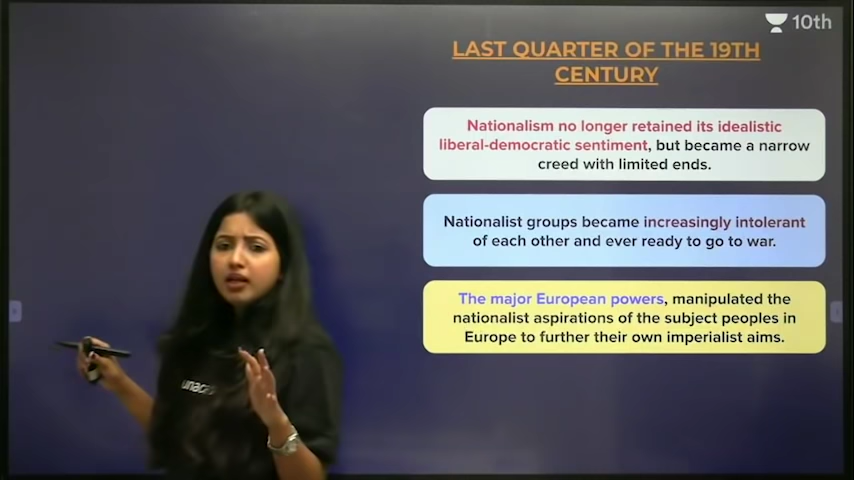 10th
LAST QUARTER OF THE 19TH
CENTURY
Nationalism no longer retained its idealistic
liberal-democratic sentiment, but became a narrow
creed with limited ends.
Nationalist groups became increasingly intolerant
of each other and ever ready to go to war.
The major European powers, manipulated the
nationalist aspirations of the subject peoples in
Europe to further their own imperialist aims.